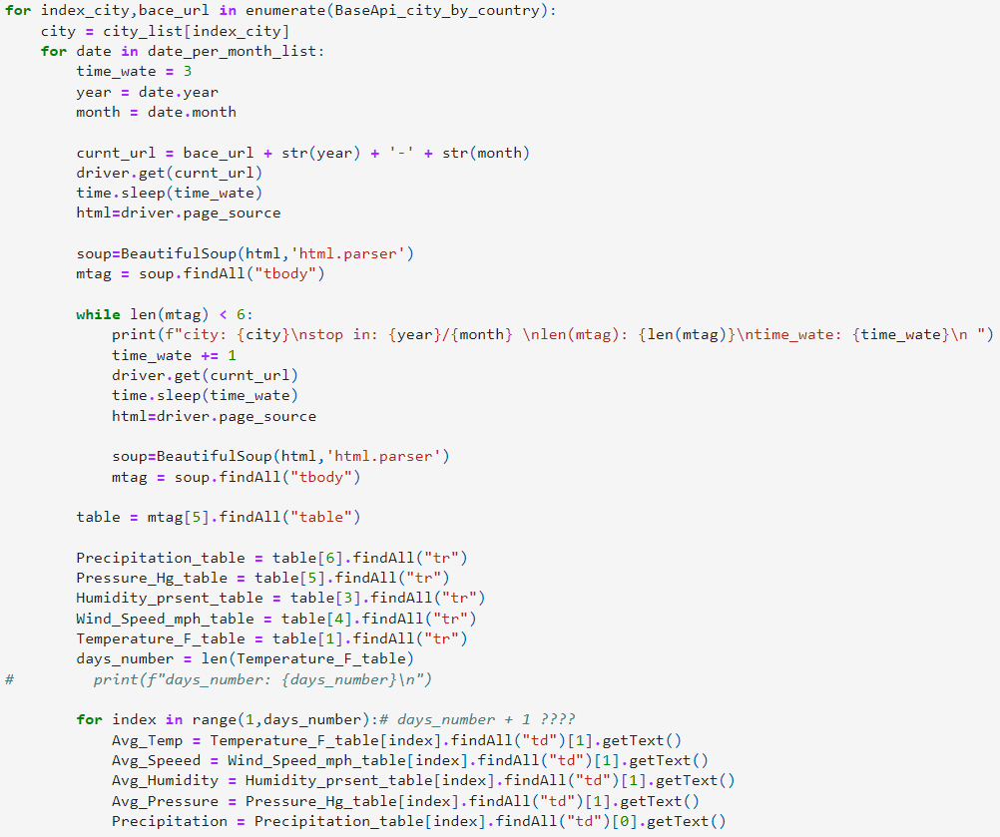 for index_city,bace_url in enumerate(BaseApi_city_by_country):
    city = city_list[index_city]
    for date in date_per_month_list:
        time_wate = 3
        year = date.year
        month = date.month

        curnt_url = bace_url + str(year) + '-' + str(month)
        driver.get(curnt_url)
        time.sleep(time_wate)
        html=driver.page_source

        soup=BeautifulSoup(html,'html.parser')
        mtag = soup.findAll("tbody")

        while len(mtag) < 6:
            print(f"city: {city}\nstop in: {year}/{month} \nlen(mtag): {len(mtag)}\ntime_wate: {time_wate}\n ")
            time_wate += 1
            driver.get(curnt_url)
            time.sleep(time_wate)
            html=driver.page_source

            soup=BeautifulSoup(html,'html.parser')
            mtag = soup.findAll("tbody")

        table = mtag[5].findAll("table")

        Precipitation_table = table[6].findAll("tr")
        Pressure_Hg_table = table[5].findAll("tr")
        Humidity_prsent_table = table[3].findAll("tr")
        Wind_Speed_mph_table = table[4].findAll("tr")
        Temperature_F_table = table[1].findAll("tr")
        days_number = len(Temperature_F_table)
#         print(f"days_number: {days_number}\n")

        for index in range(1,days_number):# days_number + 1 ????
            Avg_Temp = Temperature_F_table[index].findAll("td")[1].getText()
            Avg_Speeed = Wind_Speed_mph_table[index].findAll("td")[1].getText()
            Avg_Humidity = Humidity_prsent_table[index].findAll("td")[1].getText()
            Avg_Pressure = Pressure_Hg_table[index].findAll("td")[1].getText()
            Precipitation = Precipitation_table[index].findAll("td")[0].getText()